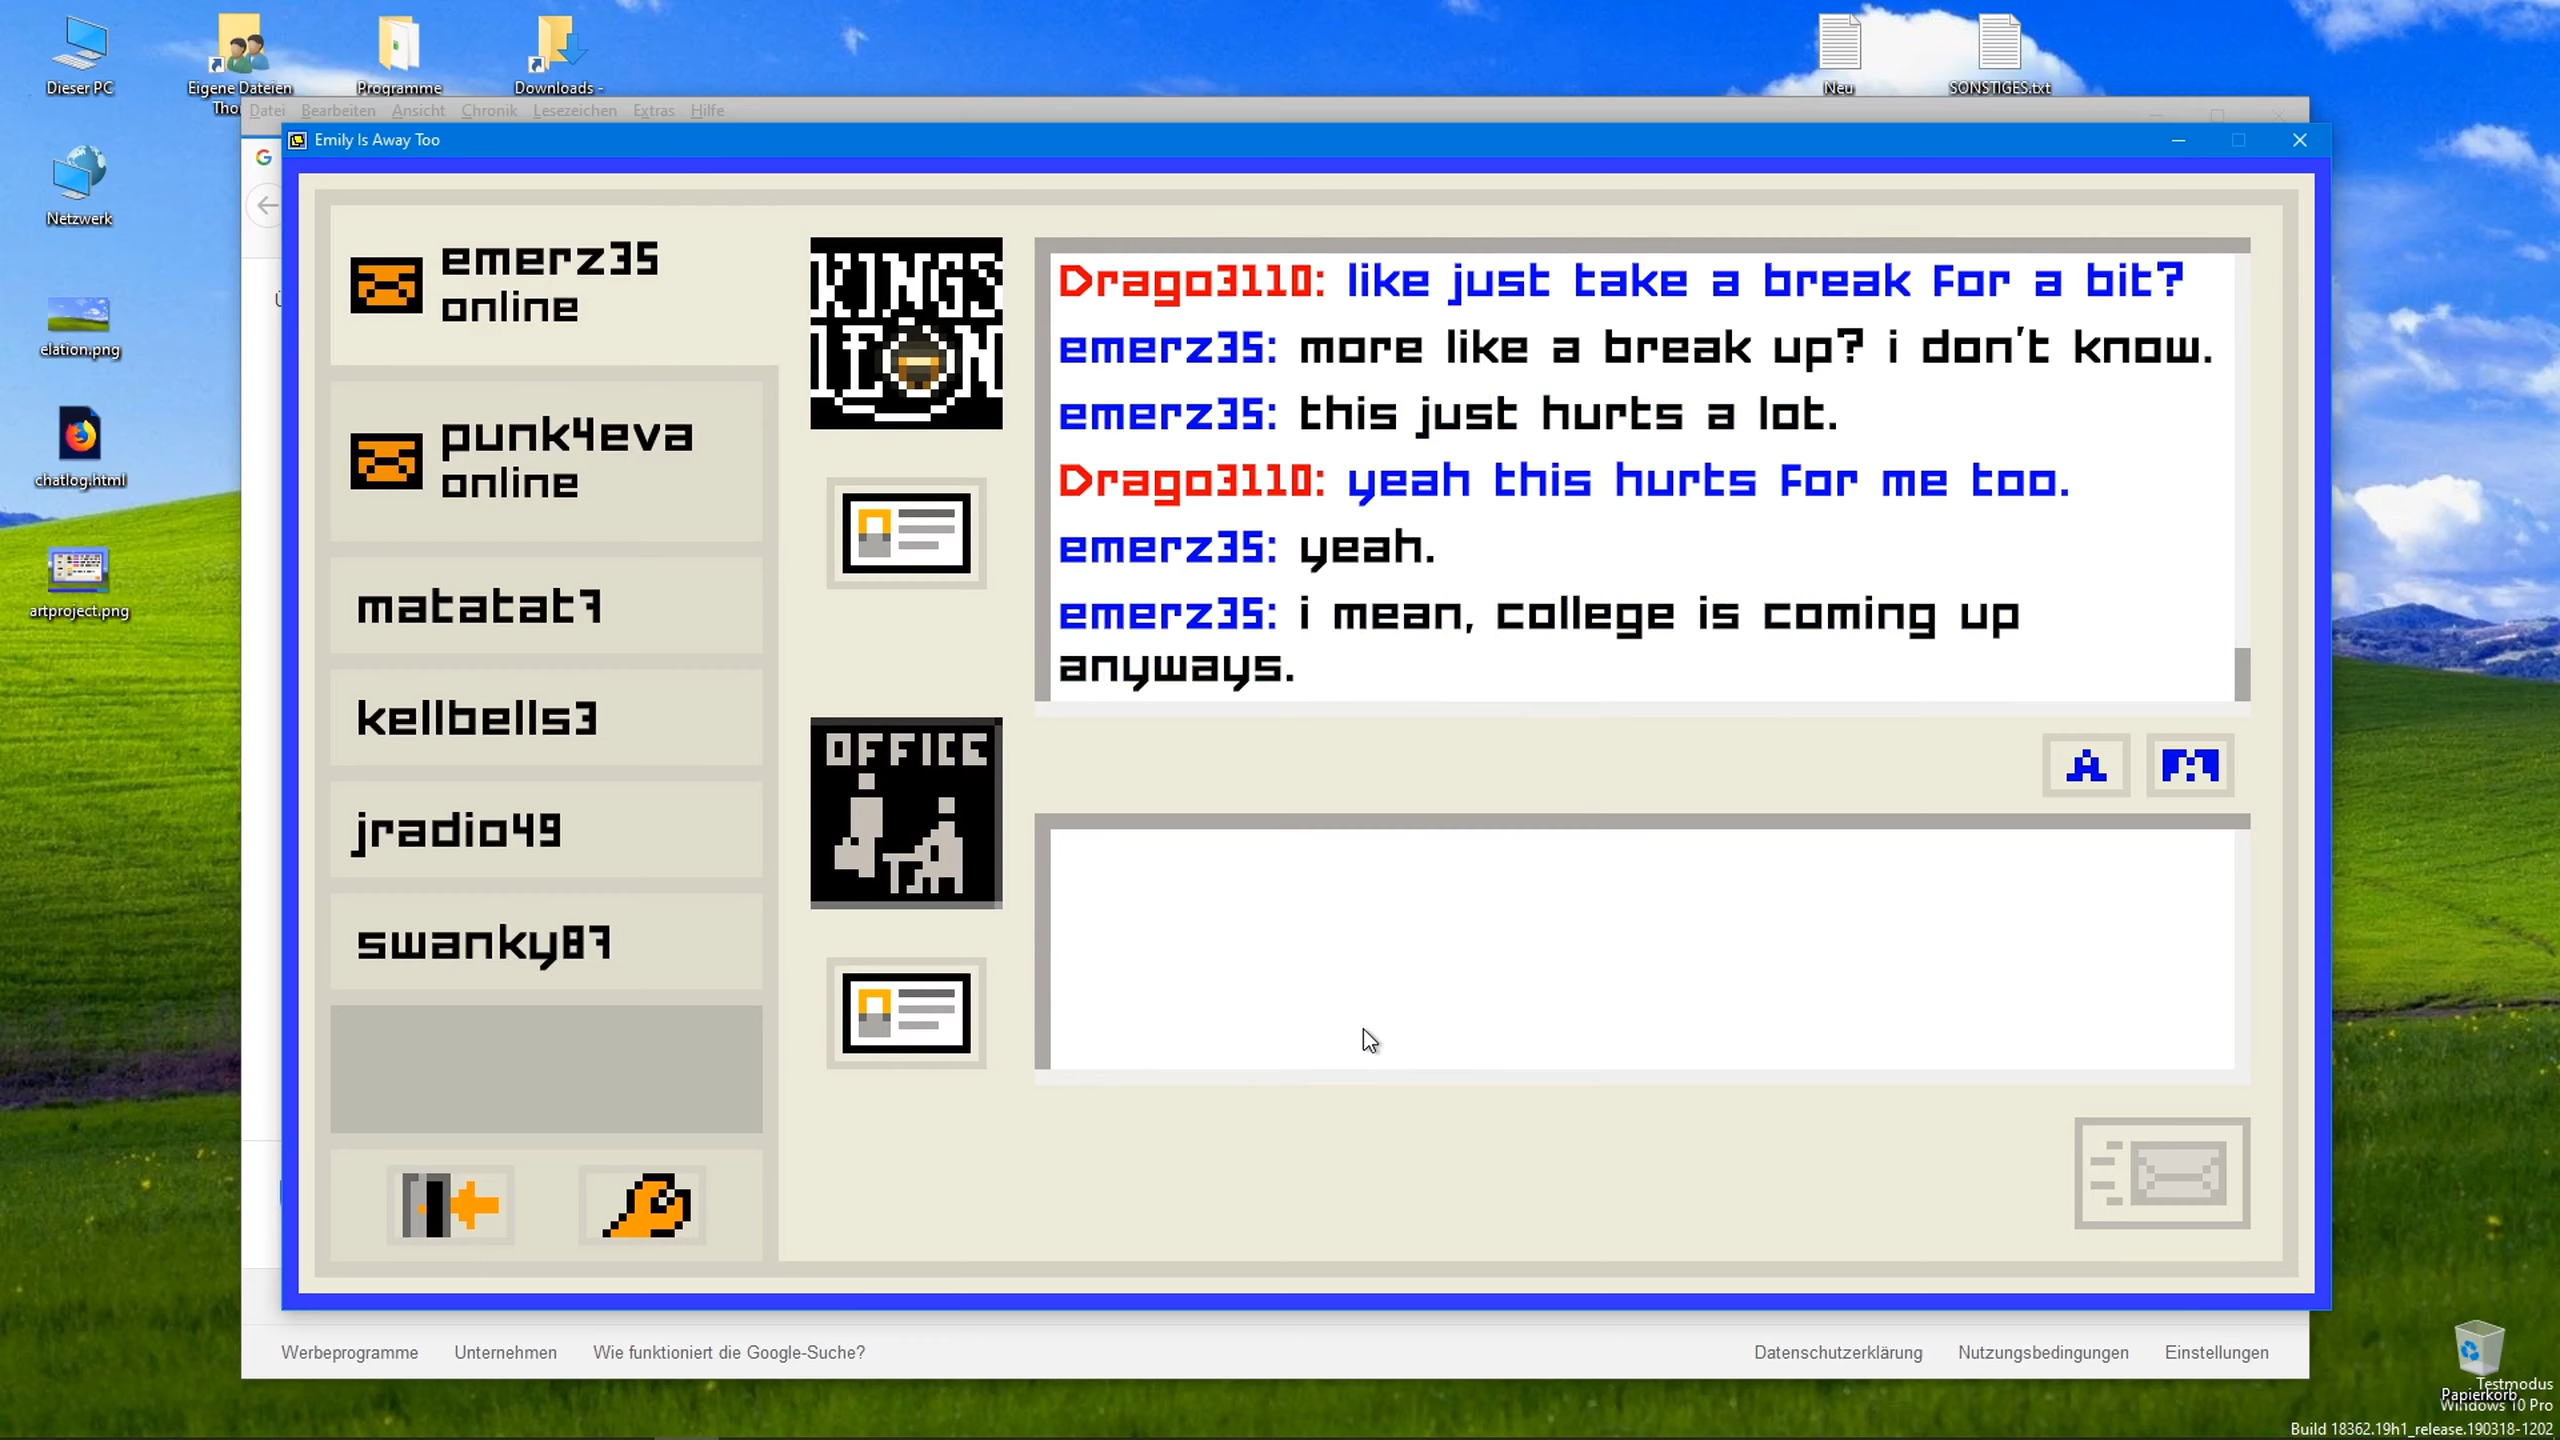 Dieser PC
Eigene Dateien
Tho
Programme
Downloads -
Neu
SONSTIGES.txt
Datei Bearbeiten Ansicht Chronik Lesezeichen Extras Hilfe
Emily Is Away Too
Netzwerk
elation.png
chatlog.html
artproject.png
emerz35
online
punk4eva
online
matatat7
kellbells3
jradio49
swanky87
KINGS
OFFICE
Drago3110: like just take a break for a bit?
emerz35: more like a break up? i don't know.
emerz35: this just hurts a lot.
Drago3110: yeah this hurts for me too.
emerz35: yeah.
emerz35: i mean, college is coming up
anyways.
A
Werbeprogramme Unternehmen Wie funktioniert die Google-Suche?
Datenschutzerklärung Nutzungsbedingungen Einstellungen
Papierkorb
Testmodus
Windows 10 Pro
Build 18362.19h1_release.190318-1202